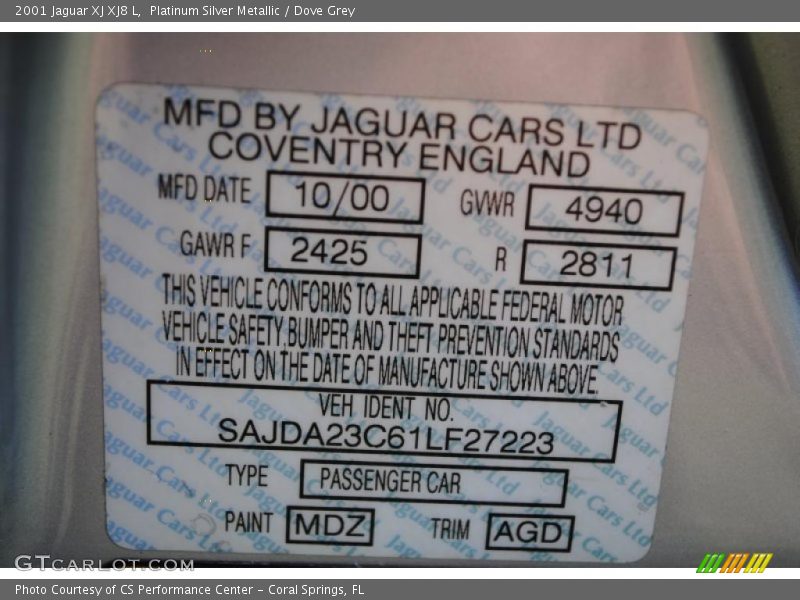 2001 Jaguar XJ XJ8 L,  Platinum Silver Metallic / Dove Grey
MFD BY JAGUAR CARS LTD
COVENTRY ENGLAND
MFD DATE 10/00 GVWR 4940
GAWR F 2425 R 2811
THIS VEHICLE CONFORMS TO ALL APPLICABLE FEDERAL MOTOR
VEHICLE SAFETY, BUMPER AND THEFT PREVENTION STANDARDS
IN EFFECT ON THE DATE OF MANUFACTURE SHOWN ABOVE.
VEH IDENT NO.
SAJDA23C61LF27223
TYPE PASSENGER CAR
PAINT MDZ TRIM AGD
GTCARLOT.COM
Photo Courtesy of CS Performance Center - Coral Springs, FL